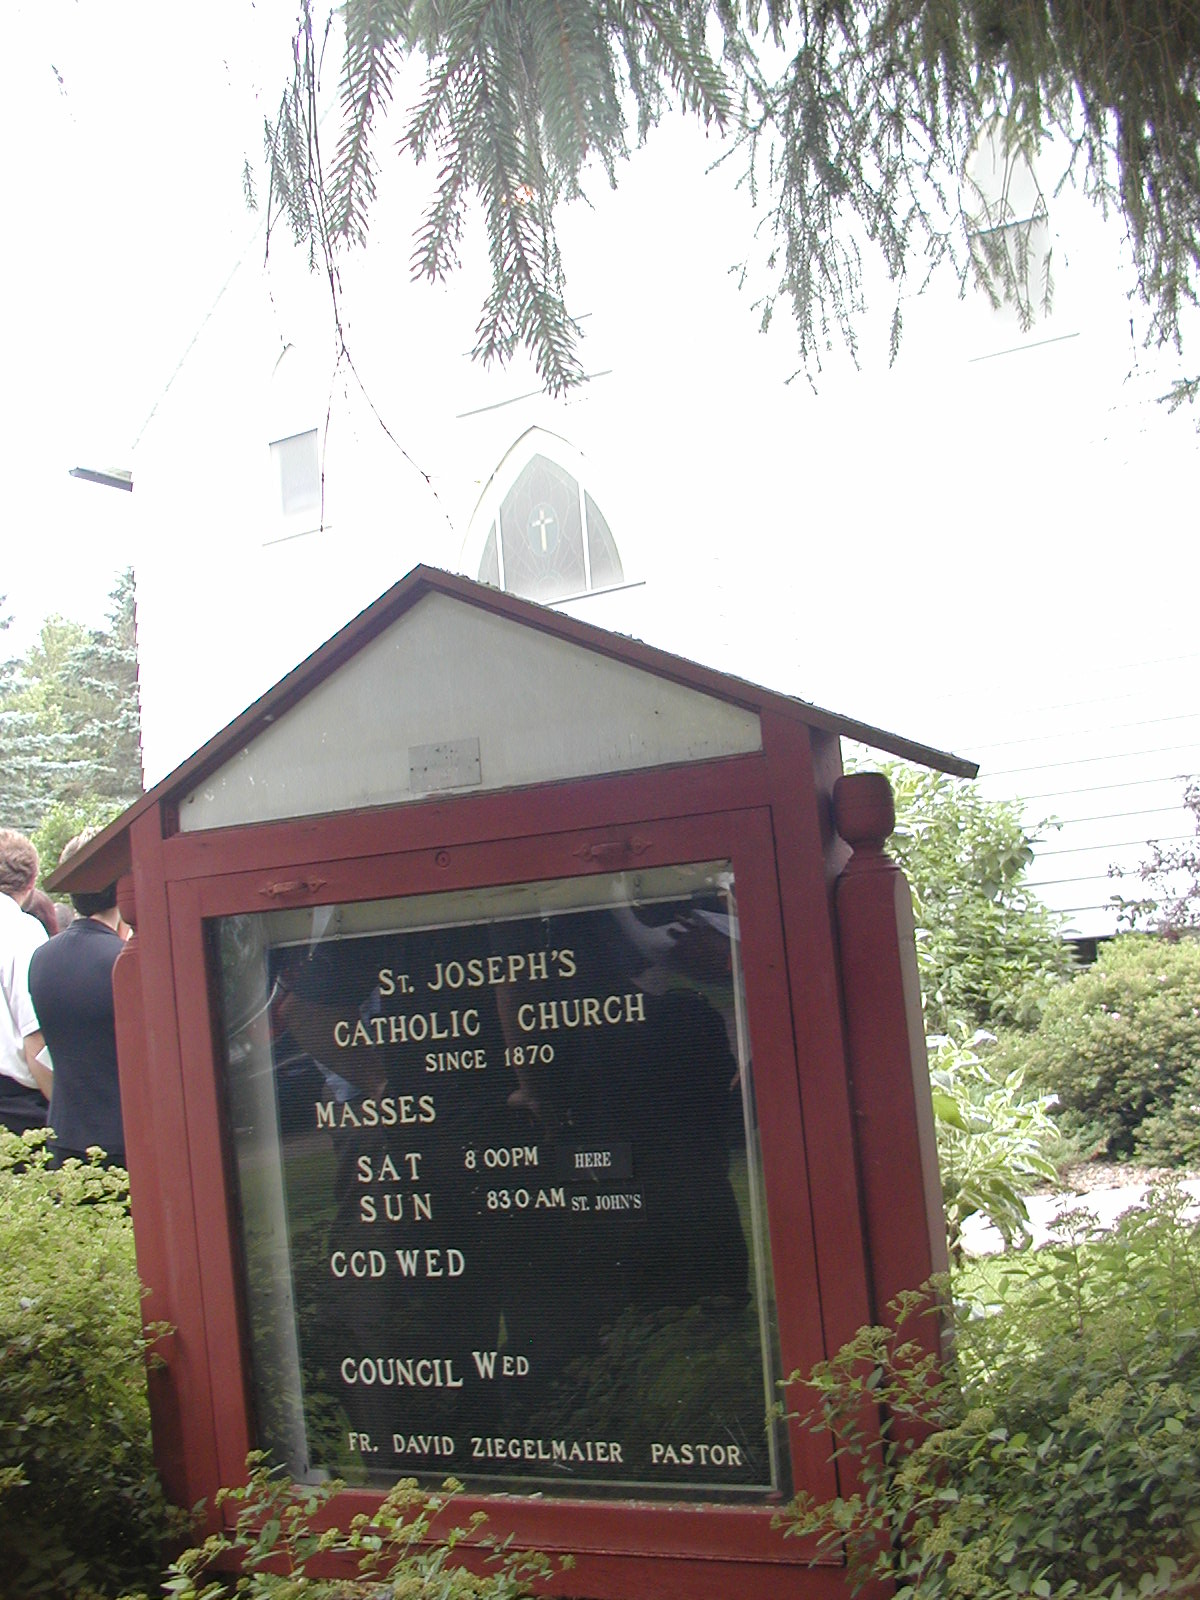 ST. JOSEPH'S
CATHOLIC CHURCH
SINCE 1870
MASSES
SAT 8 00PM HERE
SUN 830 AM ST. JOHN'S
CCD WED
COUNCIL WED
FR. DAVID ZIEGELMAIER PASTOR